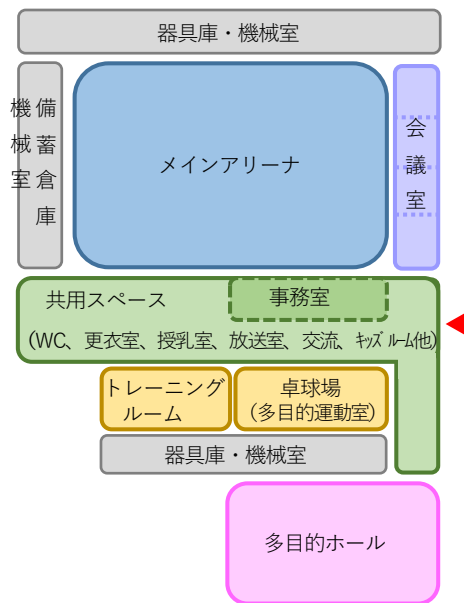 器具庫・機械室
機械室
備蓄倉庫
メインアリーナ
会議室
共用スペース
事務室
(WC、更衣室、授乳室、放送室、交流、ｷｯｽﾞﾙｰﾑ他)
トレーニング
ルーム
卓球場
（多目的運動室）
器具庫・機械室
多目的ホール